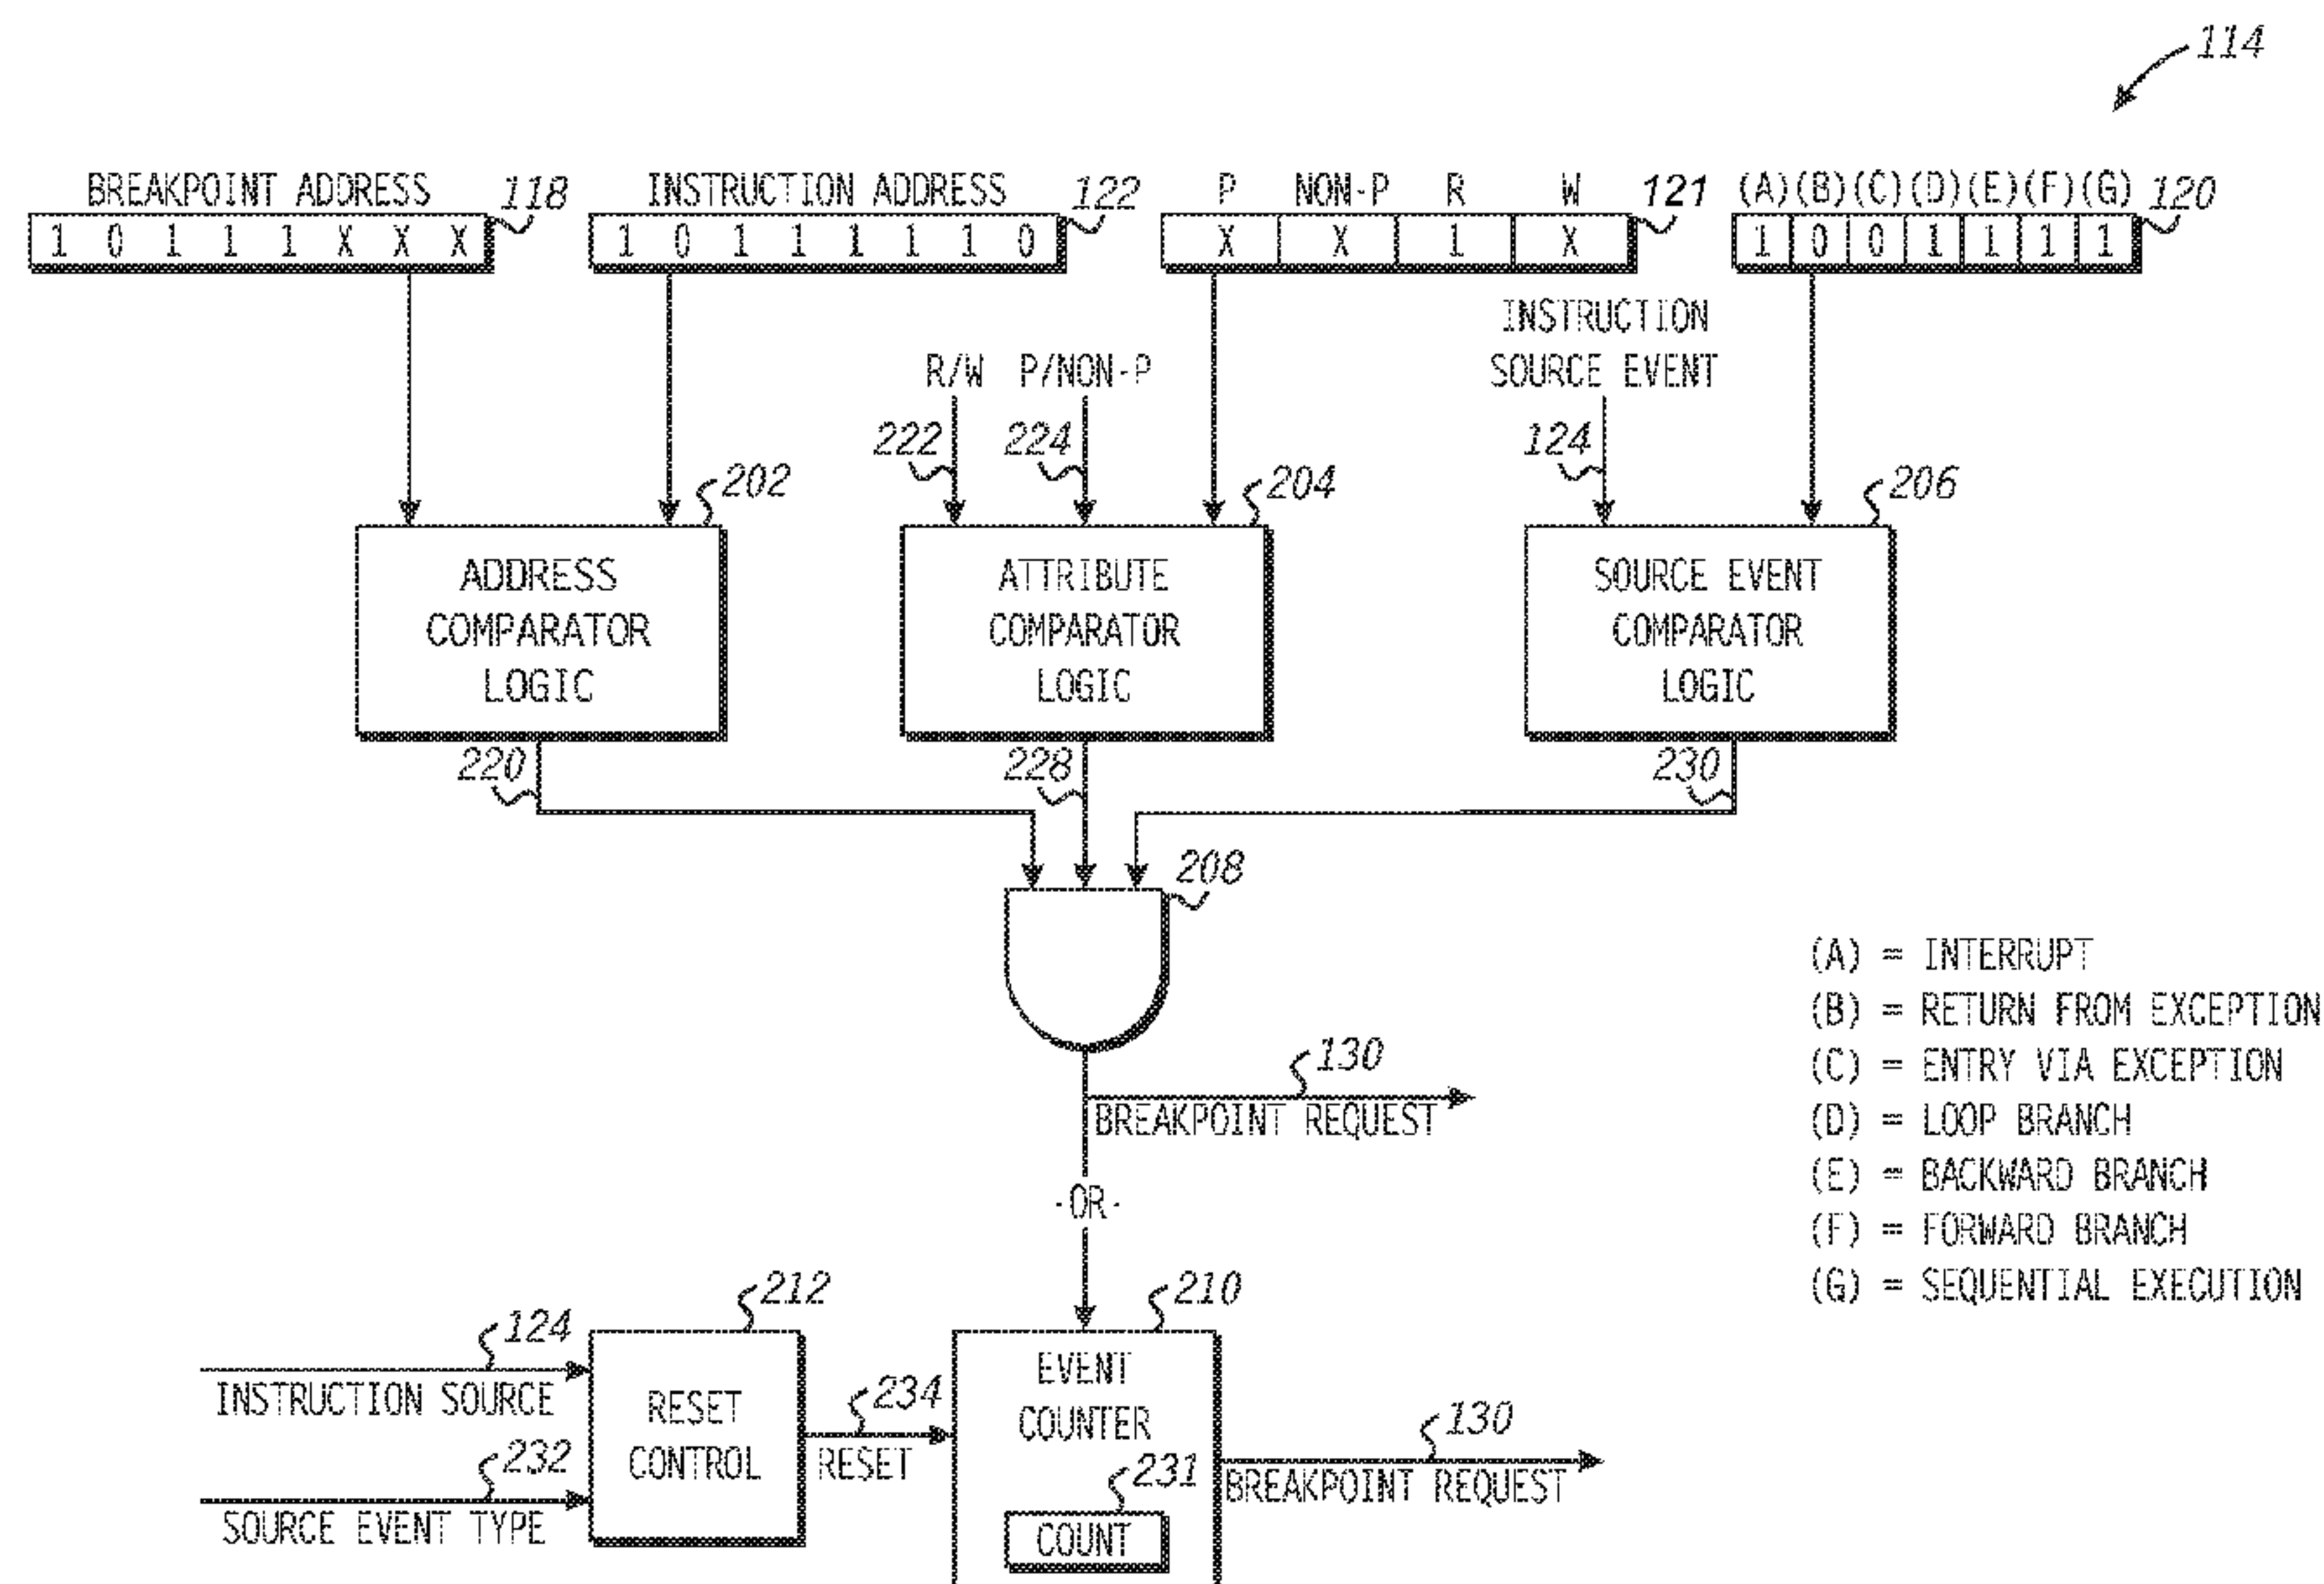 114
BREAKPOINT ADDRESS 118
1 0 1 1 1 X X X
INSTRUCTION ADDRESS 122
1 0 1 1 1 1 1 0
P NON-P R W 121
X X 1 X
(A)(B)(C)(D)(E)(F)(G) 120
1 0 0 1 1 1 1
INSTRUCTION
SOURCE EVENT
R/W P/NON-P
222 224 124
202 204 206
ADDRESS
COMPARATOR
LOGIC
ATTRIBUTE
COMPARATOR
LOGIC
SOURCE EVENT
COMPARATOR
LOGIC
220 228 230
208
130
BREAKPOINT REQUEST
-OR-
(A) = INTERRUPT
(B) = RETURN FROM EXCEPTION
(C) = ENTRY VIA EXCEPTION
(D) = LOOP BRANCH
(E) = BACKWARD BRANCH
(F) = FORWARD BRANCH
(G) = SEQUENTIAL EXECUTION
212 210
124
INSTRUCTION SOURCE
232
SOURCE EVENT TYPE
RESET
CONTROL
234
RESET
EVENT
COUNTER
231
COUNT
130
BREAKPOINT REQUEST